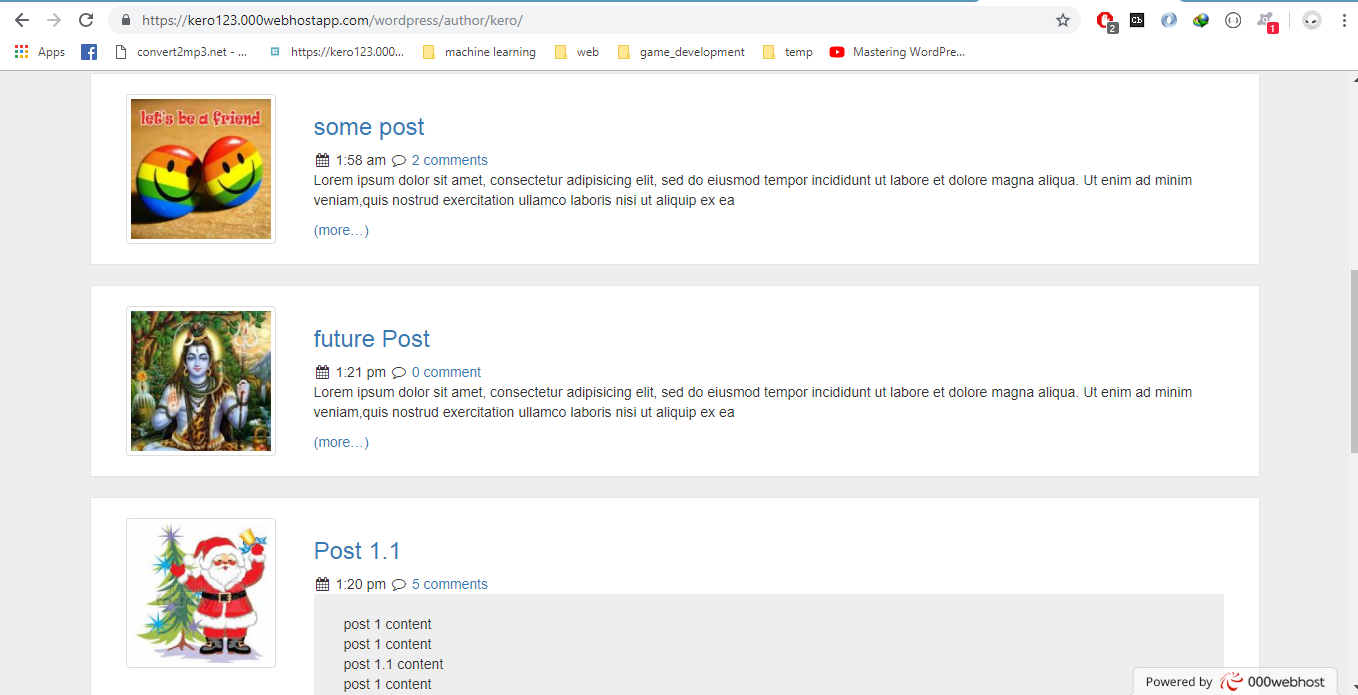 https://kero123.000webhostapp.com/wordpress/author/kero/
2
Cb
1
Apps
convert2mp3.net - ...
https://kero123.000...
machine learning
web
game_development
temp
Mastering WordPre...
let's be a friend
some post
1:58 am 2 comments
Lorem ipsum dolor sit amet, consectetur adipisicing elit, sed do eiusmod tempor incididunt ut labore et dolore magna aliqua. Ut enim ad minim
veniam,quis nostrud exercitation ullamco laboris nisi ut aliquip ex ea
(more…)
future Post
1:21 pm 0 comment
Lorem ipsum dolor sit amet, consectetur adipisicing elit, sed do eiusmod tempor incididunt ut labore et dolore magna aliqua. Ut enim ad minim
veniam,quis nostrud exercitation ullamco laboris nisi ut aliquip ex ea
(more…)
Post 1.1
1:20 pm 5 comments
post 1 content
post 1 content
post 1.1 content
post 1 content
Powered by 000webhost